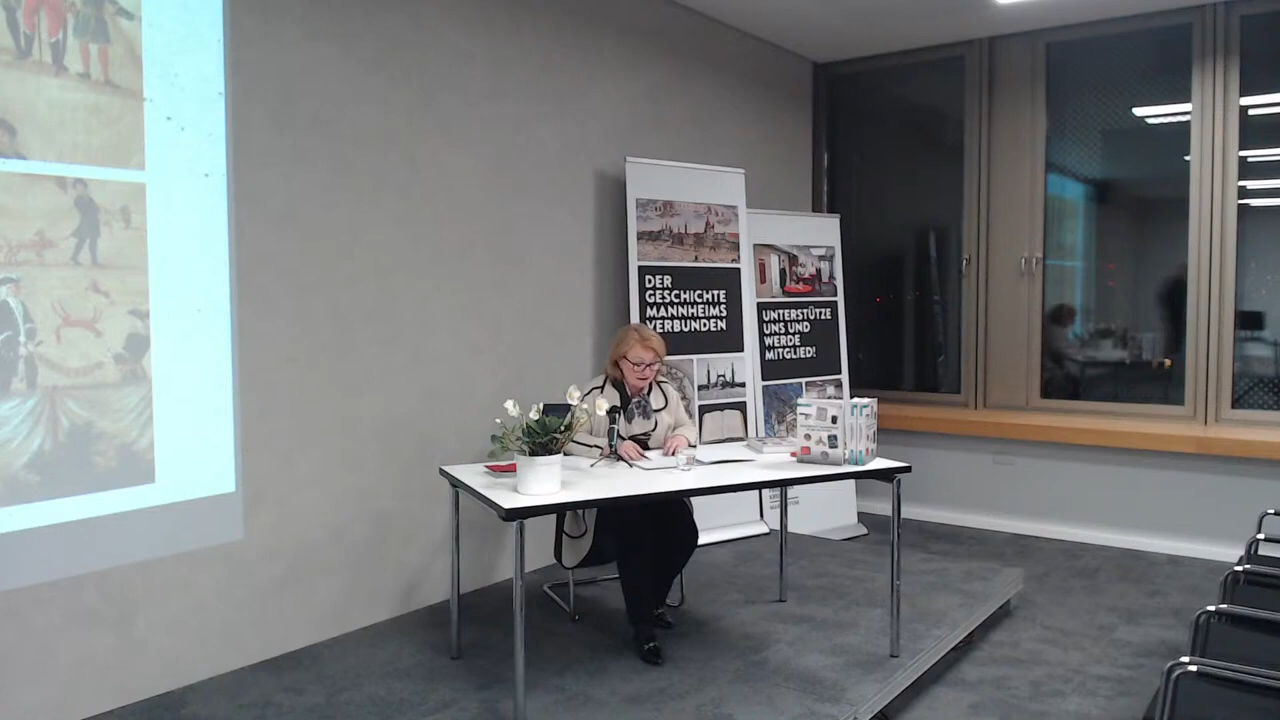 DER
GESCHICHTE
MANNHEIMS
VERBUNDEN
UNTERSTÜTZE
UNS UND
WERDE
MITGLIED!